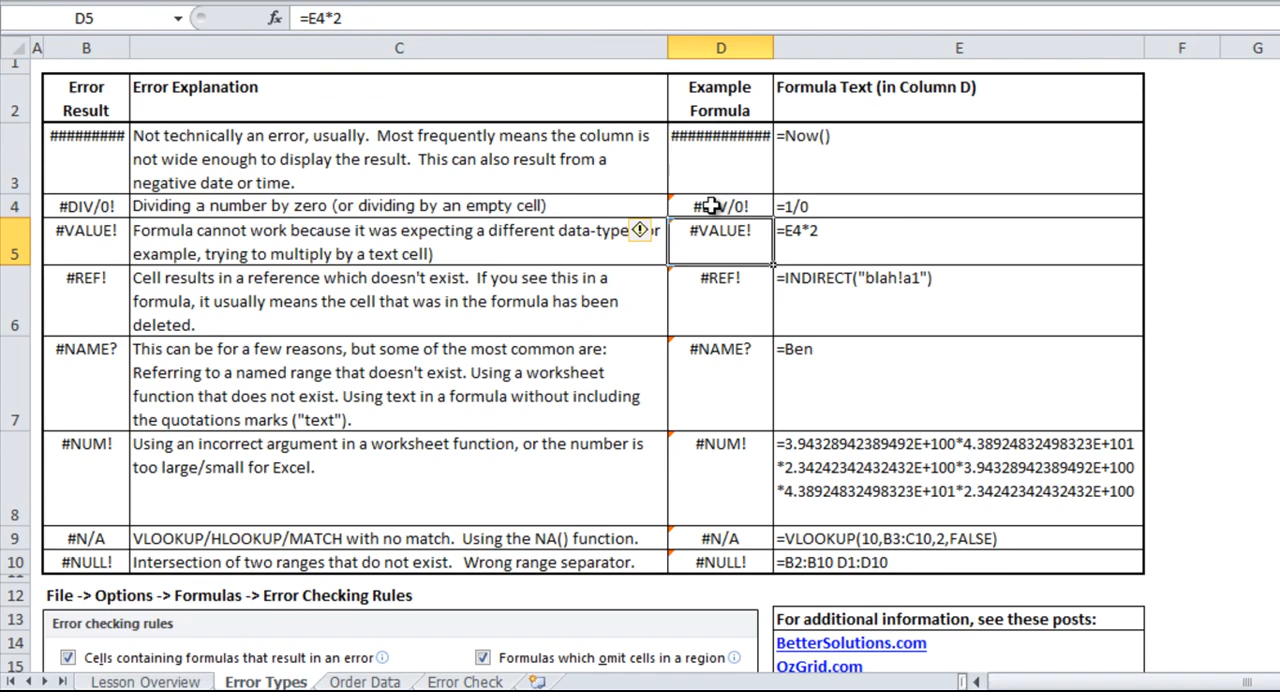 D5 fx =E4*2
A B C D E F G
1
2 Error Result Error Explanation Example Formula Formula Text (in Column D)
3 ######### Not technically an error, usually. Most frequently means the column is ############ =Now()
not wide enough to display the result. This can also result from a
negative date or time.
4 #DIV/0! Dividing a number by zero (or dividing by an empty cell) =1/0
5 #VALUE! Formula cannot work because it was expecting a different data-type #VALUE! =E4*2
example, trying to multiply by a text cell)
6 #REF! Cell results in a reference which doesn't exist. If you see this in a #REF! =INDIRECT("blah!a1")
formula, it usually means the cell that was in the formula has been
deleted.
7 #NAME? This can be for a few reasons, but some of the most common are: #NAME? =Ben
Referring to a named range that doesn't exist. Using a worksheet
function that does not exist. Using text in a formula without including
the quotations marks ("text").
8 #NUM! Using an incorrect argument in a worksheet function, or the number is #NUM! =3.94328942389492E+100*4.38924832498323E+101
too large/small for Excel. *2.34242342432432E+100*3.94328942389492E+100
*4.38924832498323E+101*2.34242342432432E+100
9 #N/A VLOOKUP/HLOOKUP/MATCH with no match. Using the NA() function. #N/A =VLOOKUP(10,B3:C10,2,FALSE)
10 #NULL! Intersection of two ranges that do not exist. Wrong range separator. #NULL! =B2:B10 D1:D10
12 File -> Options -> Formulas -> Error Checking Rules
13 Error checking rules For additional information, see these posts:
14 Cells containing formulas that result in an error Formulas which omit cells in a region BetterSolutions.com
15 OzGrid.com
Lesson Overview Error Types Order Data Error Check